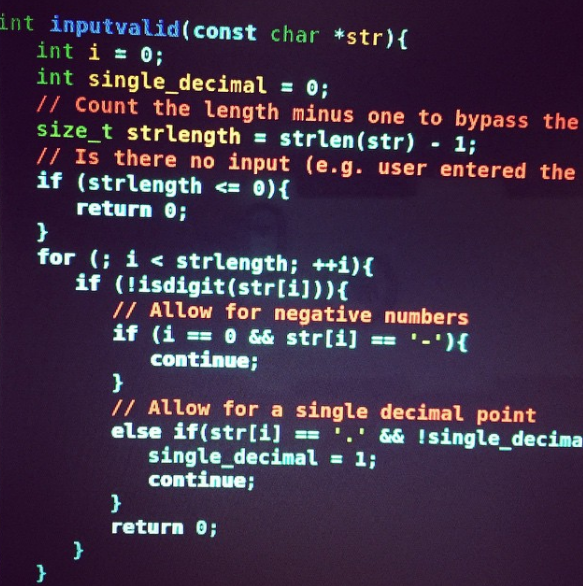 int inputvalid(const char *str){
int i = 0;
int single_decimal = 0;
// Count the length minus one to bypass the
size_t strlength = strlen(str) - 1;
// Is there no input (e.g. user entered the
if (strlength <= 0){
return 0;
}
for (; i < strlength; ++i){
if (!isdigit(str[i])){
// Allow for negative numbers
if (i == 0 && str[i] == '-'){
continue;
}
// Allow for a single decimal point
else if(str[i] == '.' && !single_decima
single_decimal = 1;
continue;
}
return 0;
}
}